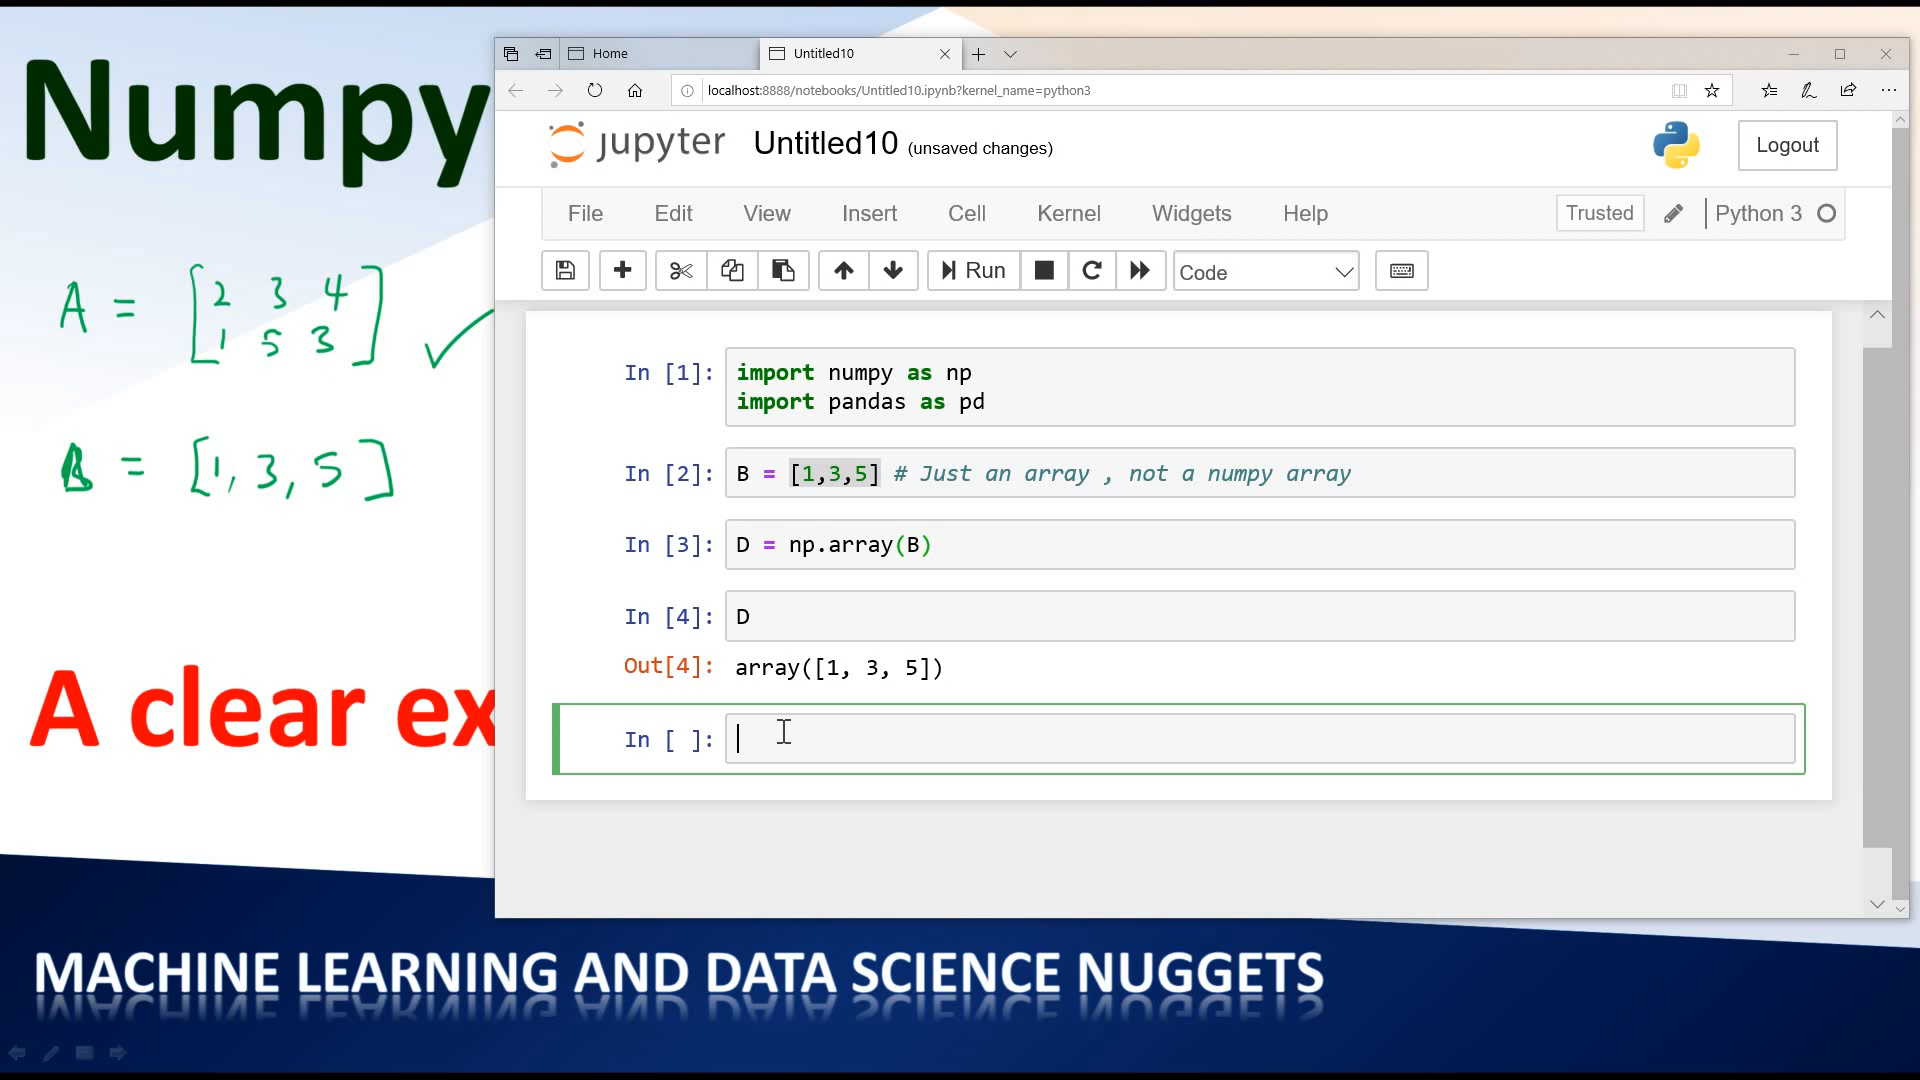 Numpy
A = [2 3 4
1 5 3]
B = [1, 3, 5]
A clear ex
MACHINE LEARNING AND DATA SCIENCE NUGGETS
Home
Untitled10
localhost:8888/notebooks/Untitled10.ipynb?kernel_name=python3
jupyter Untitled10 (unsaved changes)
Logout
File Edit View Insert Cell Kernel Widgets Help
Trusted
Python 3
Run
Code
In [1]: import numpy as np
import pandas as pd
In [2]: B = [1,3,5] # Just an array , not a numpy array
In [3]: D = np.array(B)
In [4]: D
Out[4]: array([1, 3, 5])
In [ ]: